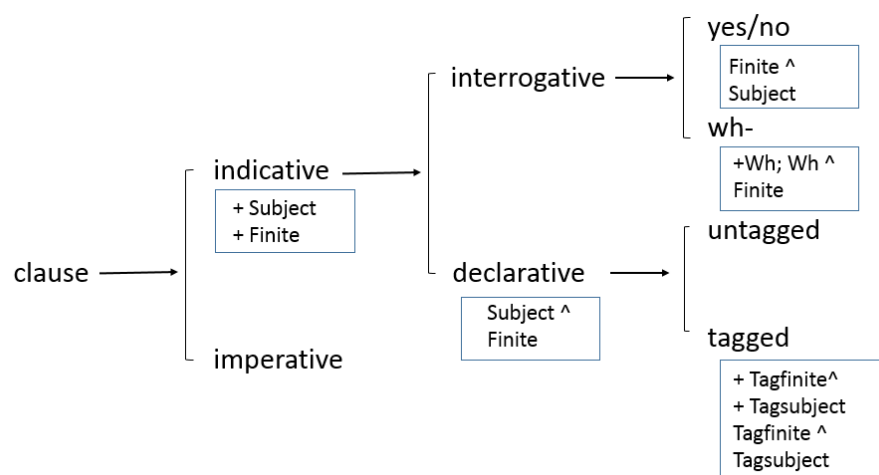 yes/no
Finite ^
Subject
interrogative
wh-
+Wh; Wh ^
Finite
indicative
+ Subject
+ Finite
untagged
clause
declarative
Subject ^
Finite
tagged
imperative
+ Tagfinite^
+ Tagsubject
Tagfinite ^
Tagsubject